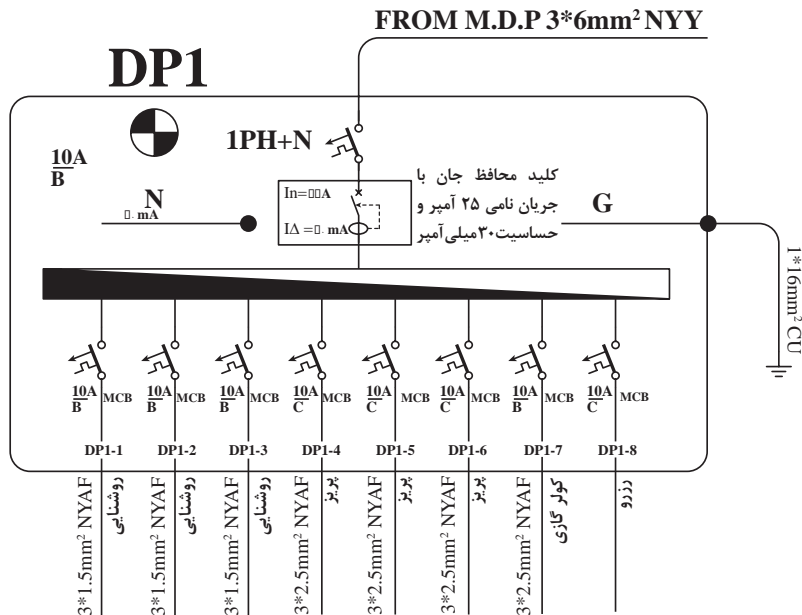 FROM M.D.P 3*6mm² NYY
DP1
1PH+N
10A
B
N
mA
In= A
IΔ = mA
کلید محافظ جان با
جریان نامی ۲۵ آمپر و
حساسیت۳۰میلی‌آمپر
G
1*16mm² CU
10A
B
MCB
10A
B
MCB
10A
B
MCB
10A
C
MCB
10A
C
MCB
10A
C
MCB
10A
B
MCB
10A
C
MCB
DP1-1
DP1-2
DP1-3
DP1-4
DP1-5
DP1-6
DP1-7
DP1-8
3*1.5mm² NYAF
روشنایی
3*1.5mm² NYAF
روشنایی
3*1.5mm² NYAF
روشنایی
3*2.5mm² NYAF
پریز
3*2.5mm² NYAF
پریز
3*2.5mm² NYAF
پریز
3*2.5mm² NYAF
کولر گازی
رزرو